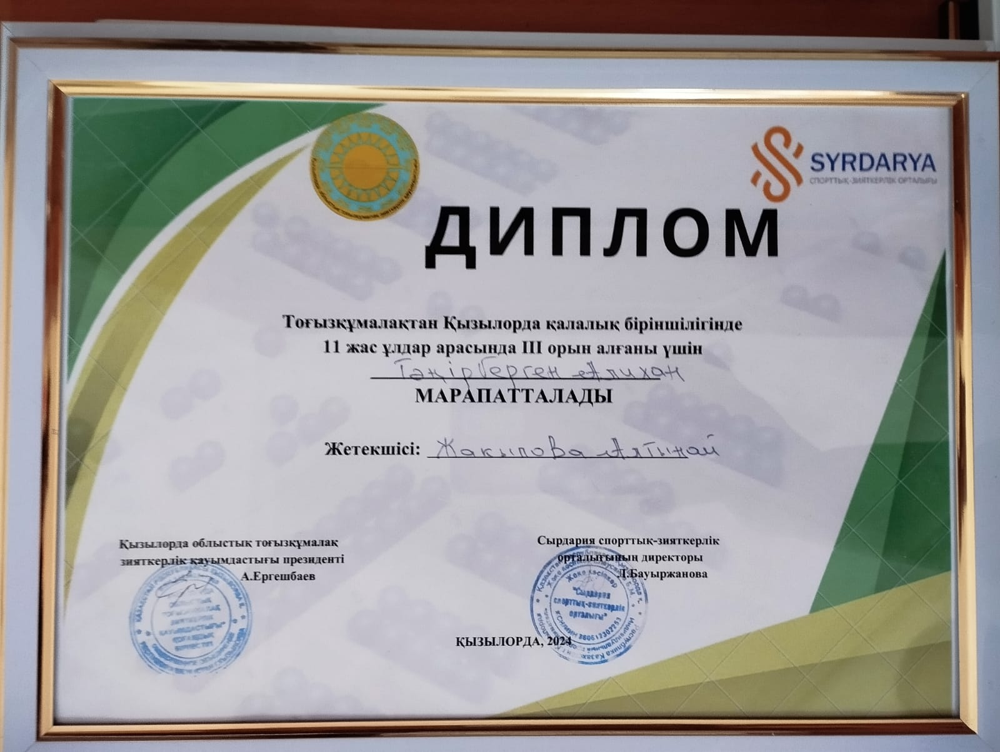 SYRDARYA
СПОРТТЫҚ-ЗИЯТКЕРЛІК ОРТАЛЫҒЫ
ДИПЛОМ
Тоғызқұмалақтан Қызылорда қалалық біріншілігінде
11 жас ұлдар арасында III орын алғаны үшін
Тәңірберген Алихан
МАРАПАТТАЛАДЫ
Жетекшісі: Жакыпова Алтынай
Қызылорда облыстық тоғызқұмалақ
зияткерлік қауымдастығы президенті
А.Ергешбаев
Сырдария спорттық-зияткерлік
орталығының директоры
Л.Бауыржанова
Жеке кәсіпкер
"Сырдария
спорттық-зияткерлік
орталығы"
ҚЫЗЫЛОРДА, 2024